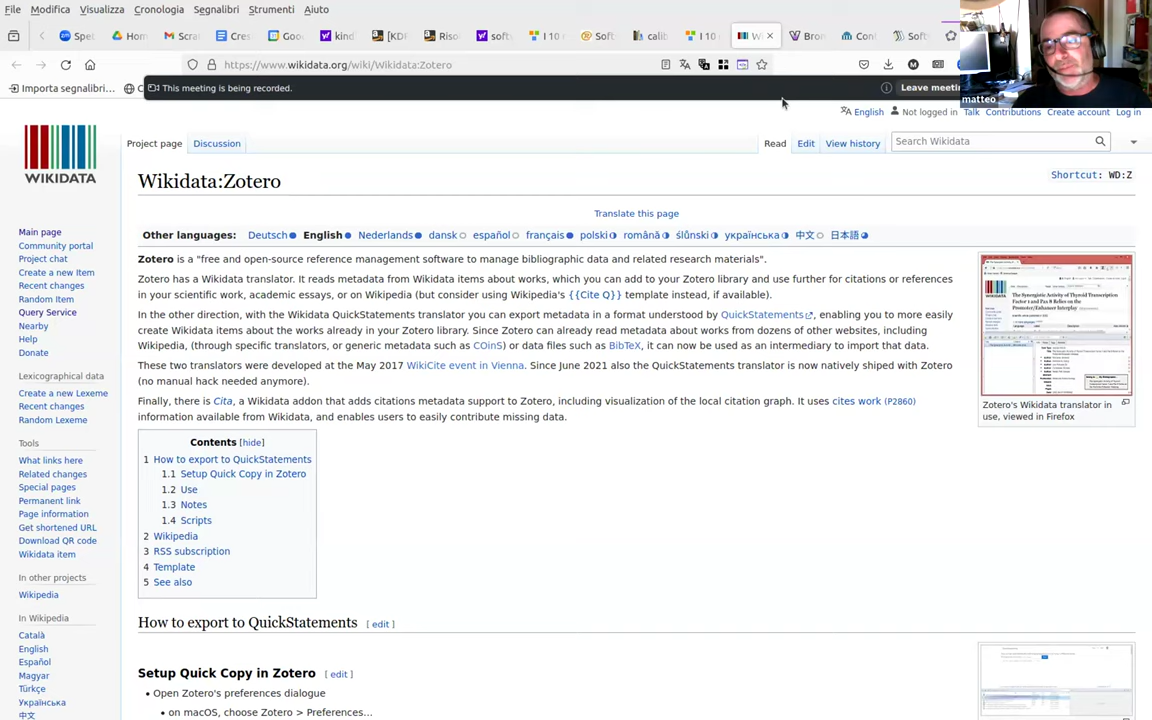 File Modifica Visualizza Cronologia Segnalibri Strumenti Aiuto
Spet Hom Scra Cres Goo kind [KDP Riso soft I 10 Soft calib I 10 Wi Bron Con Soft
https://www.wikidata.org/wiki/Wikidata:Zotero
Importa segnalibri...
This meeting is being recorded.
Leave meeti
matteo
English Not logged in Talk Contributions Create account Log in
WIKIDATA
Project page Discussion
Read Edit View history
Search Wikidata
Wikidata:Zotero
Shortcut: WD:Z
Translate this page
Other languages: Deutsch English Nederlands dansk español français polski română ślůnski українська 中文 日本語
Zotero is a "free and open-source reference management software to manage bibliographic data and related research materials".
Zotero has a Wikidata translator. It reads metadata from Wikidata items about works, which you can add to your Zotero library and use further for citations or references
in your scientific work, academic essays, or on Wikipedia (but consider using Wikipedia's {{Cite Q}} template instead, if available).
In the other direction, with the Wikidata QuickStatements translator you can export metadata in a format understood by QuickStatements, enabling you to more easily
create Wikidata items about the works already in your Zotero library. Since Zotero can already read metadata about works from dozens of other websites, including
Wikipedia, (through specific translators, or generic metadata such as COinS) or data files such as BibTeX, it can now be used as an intermediary to import that data.
These two translators were developed at the May 2017 WikiCite event in Vienna. Since June 2021 also the QuickStatements translator is now natively shiped with Zotero
(no manual hack needed anymore).
Finally, there is Cita, a Wikidata addon that adds citations metadata support to Zotero, including visualization of the local citation graph. It uses cites work (P2860)
information available from Wikidata, and enables users to easily contribute missing data.
Zotero's Wikidata translator in
use, viewed in Firefox
Contents [hide]
1 How to export to QuickStatements
1.1 Setup Quick Copy in Zotero
1.2 Use
1.3 Notes
1.4 Scripts
2 Wikipedia
3 RSS subscription
4 Template
5 See also
How to export to QuickStatements [ edit ]
Setup Quick Copy in Zotero [ edit ]
• Open Zotero's preferences dialogue
• on macOS, choose Zotero > Preferences...
Main page
Community portal
Project chat
Create a new Item
Recent changes
Random Item
Query Service
Nearby
Help
Donate
Lexicographical data
Create a new Lexeme
Recent changes
Random Lexeme
Tools
What links here
Related changes
Special pages
Permanent link
Page information
Get shortened URL
Download QR code
Wikidata item
In other projects
Wikipedia
In Wikipedia
Català
English
Español
Magyar
Türkçe
Українська
中文